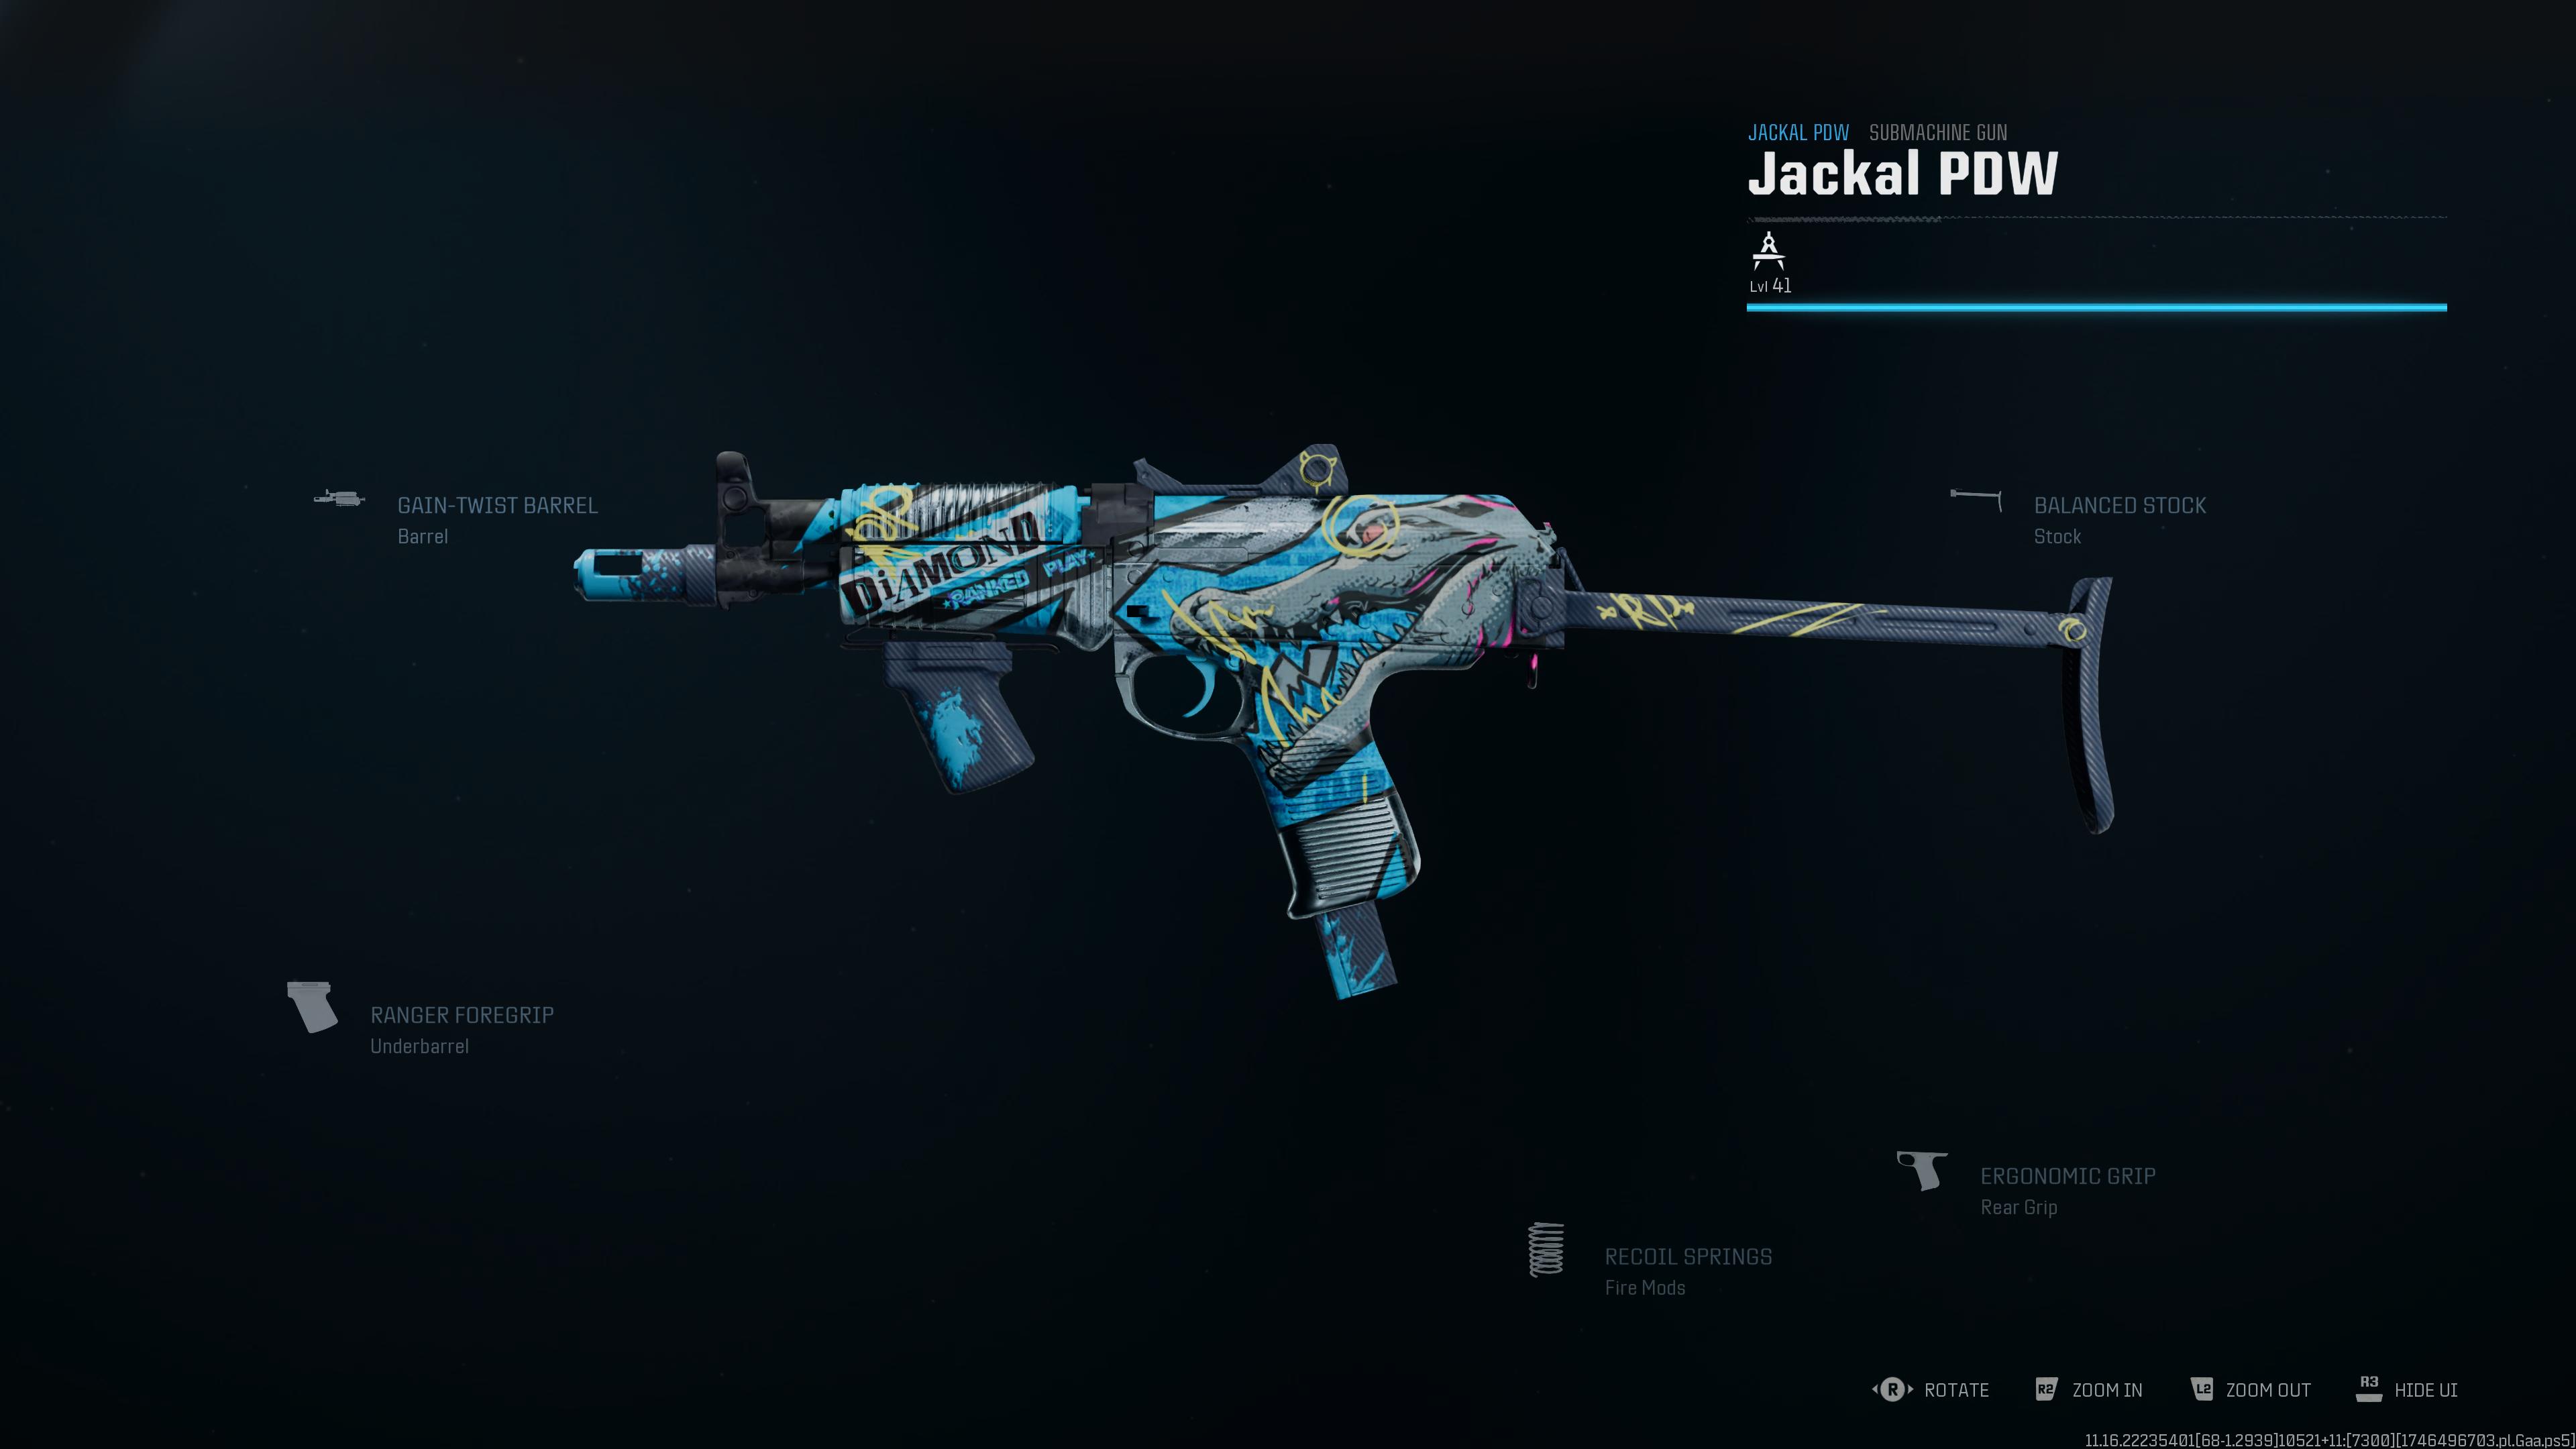 JACKAL PDW SUBMACHINE GUN
Jackal PDW
Lvl 41
GAIN-TWIST BARREL
Barrel
BALANCED STOCK
Stock
DiAMOND
RANKED PLAY
RANGER FOREGRIP
Underbarrel
ERGONOMIC GRIP
Rear Grip
RECOIL SPRINGS
Fire Mods
R ROTATE R2 ZOOM IN L2 ZOOM OUT R3 HIDE UI
11.16.22235401[68-1.2939]10521+11:[7300][1746496703.pl.Gaa.ps5]